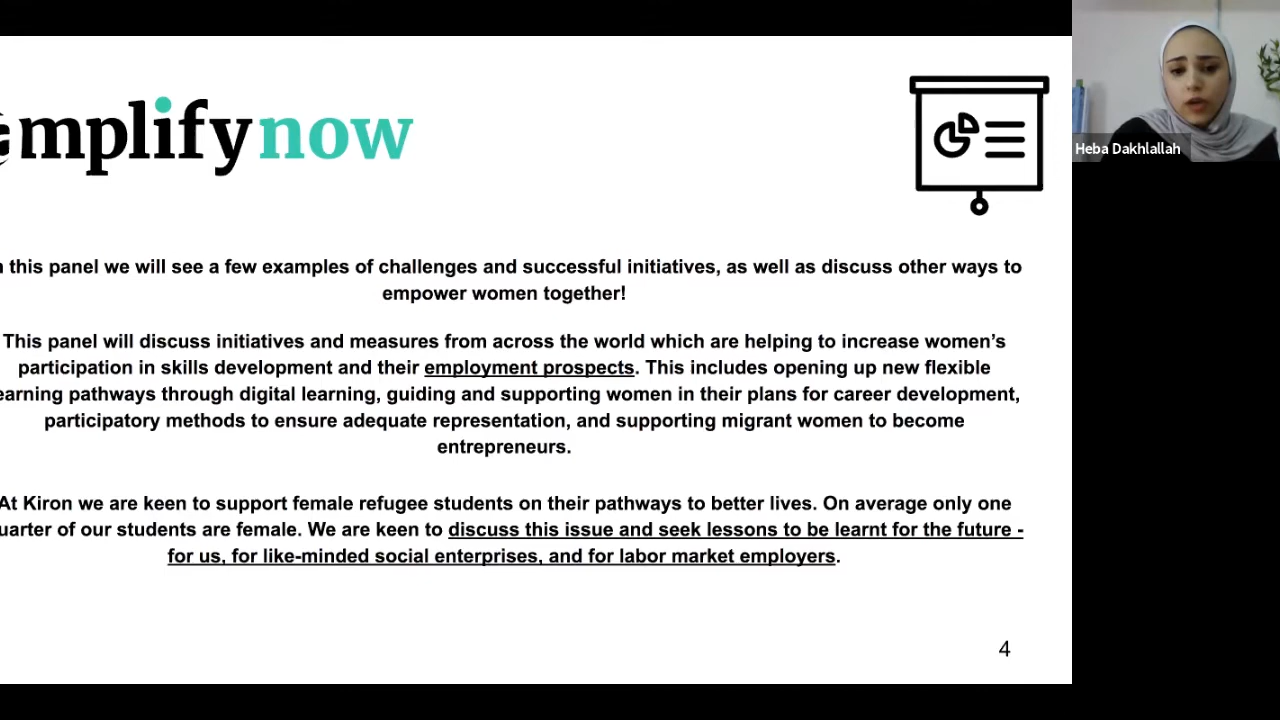 mplifynow
Heba Dakhlallah
this panel we will see a few examples of challenges and successful initiatives, as well as discuss other ways to
empower women together!
This panel will discuss initiatives and measures from across the world which are helping to increase women’s
participation in skills development and their employment prospects. This includes opening up new flexible
earning pathways through digital learning, guiding and supporting women in their plans for career development,
participatory methods to ensure adequate representation, and supporting migrant women to become
entrepreneurs.
At Kiron we are keen to support female refugee students on their pathways to better lives. On average only one
uarter of our students are female. We are keen to discuss this issue and seek lessons to be learnt for the future -
for us, for like-minded social enterprises, and for labor market employers.
4